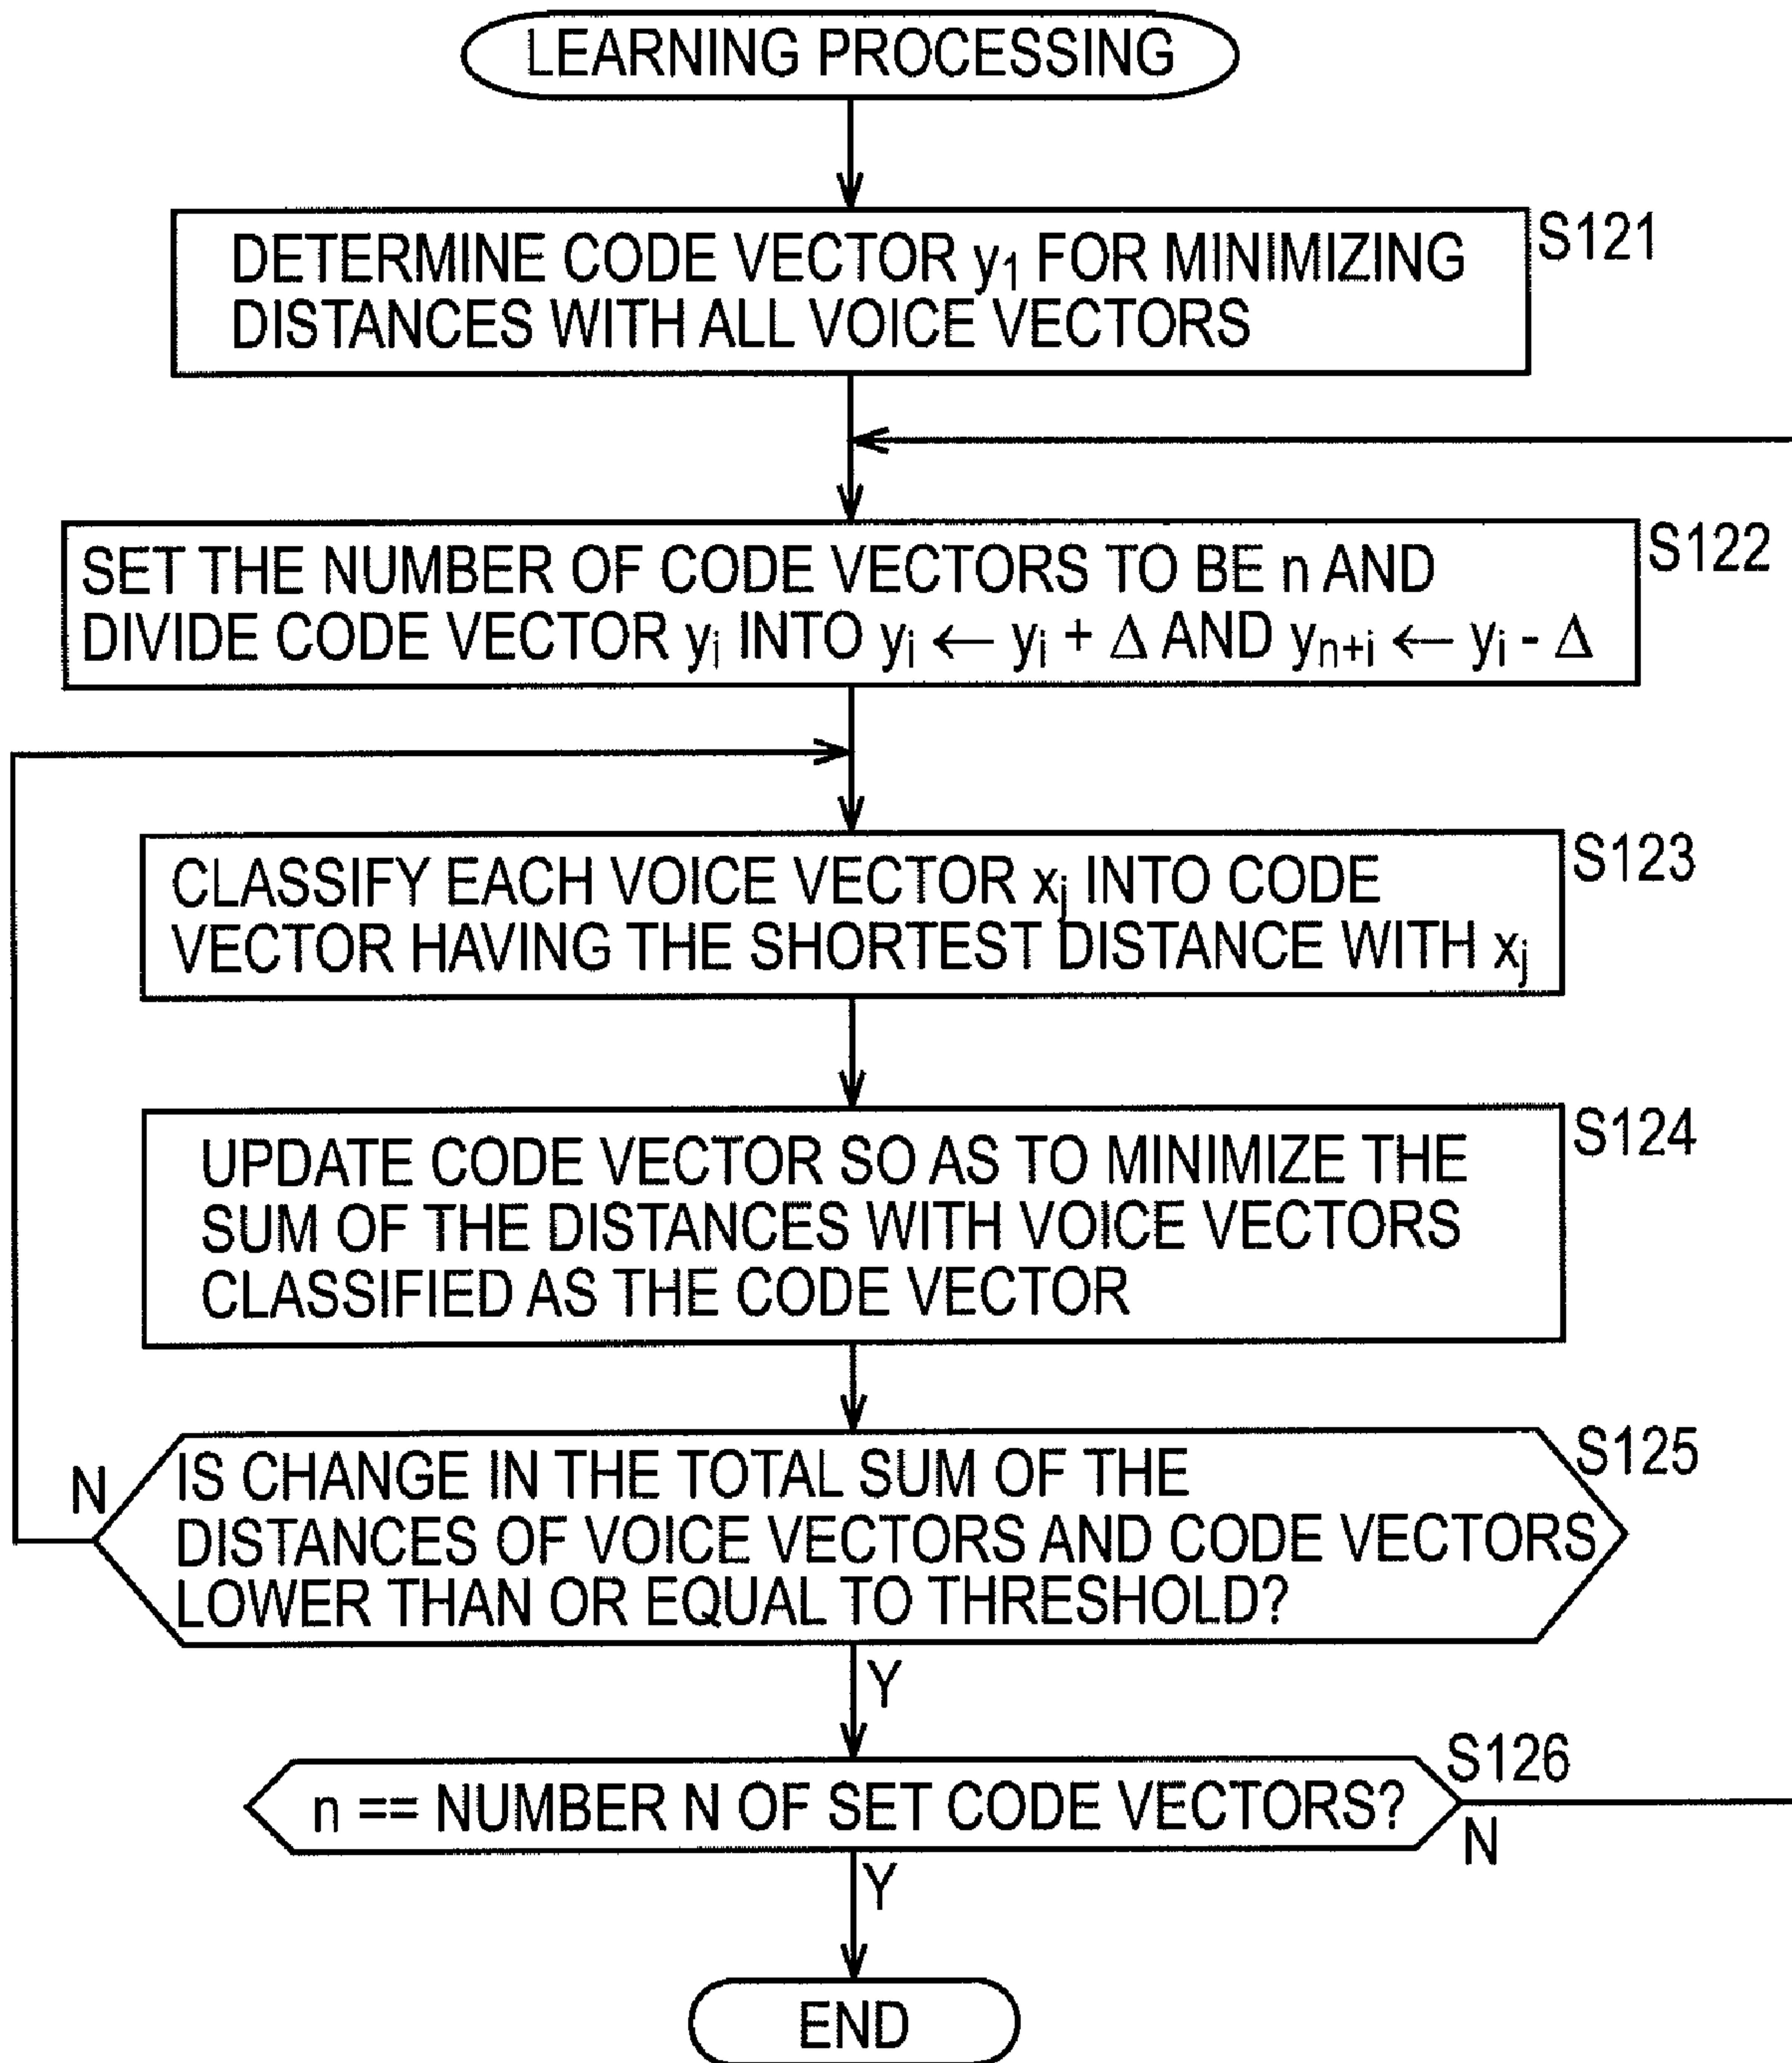 LEARNING PROCESSING
S121
DETERMINE CODE VECTOR y₁ FOR MINIMIZING
DISTANCES WITH ALL VOICE VECTORS
S122
SET THE NUMBER OF CODE VECTORS TO BE n AND
DIVIDE CODE VECTOR yᵢ INTO yᵢ ← yᵢ + Δ AND yₙ₊ᵢ ← yᵢ - Δ
S123
CLASSIFY EACH VOICE VECTOR xⱼ INTO CODE
VECTOR HAVING THE SHORTEST DISTANCE WITH xⱼ
S124
UPDATE CODE VECTOR SO AS TO MINIMIZE THE
SUM OF THE DISTANCES WITH VOICE VECTORS
CLASSIFIED AS THE CODE VECTOR
S125
N
IS CHANGE IN THE TOTAL SUM OF THE
DISTANCES OF VOICE VECTORS AND CODE VECTORS
LOWER THAN OR EQUAL TO THRESHOLD?
Y
S126
n == NUMBER N OF SET CODE VECTORS?
N
Y
END